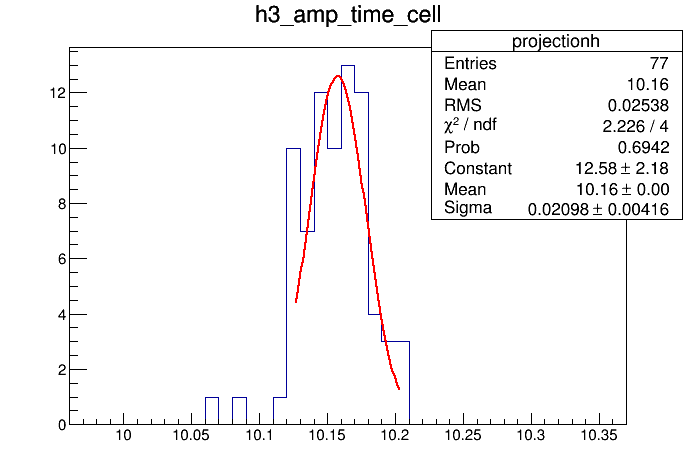 h3_amp_time_cell
projectionh
Entries 77
Mean 10.16
RMS 0.02538
χ² / ndf 2.226 / 4
Prob 0.6942
Constant 12.58 ± 2.18
Mean 10.16 ± 0.00
Sigma 0.02098 ± 0.00416
12
10
8
6
4
2
0
10 10.05 10.1 10.15 10.2 10.25 10.3 10.35